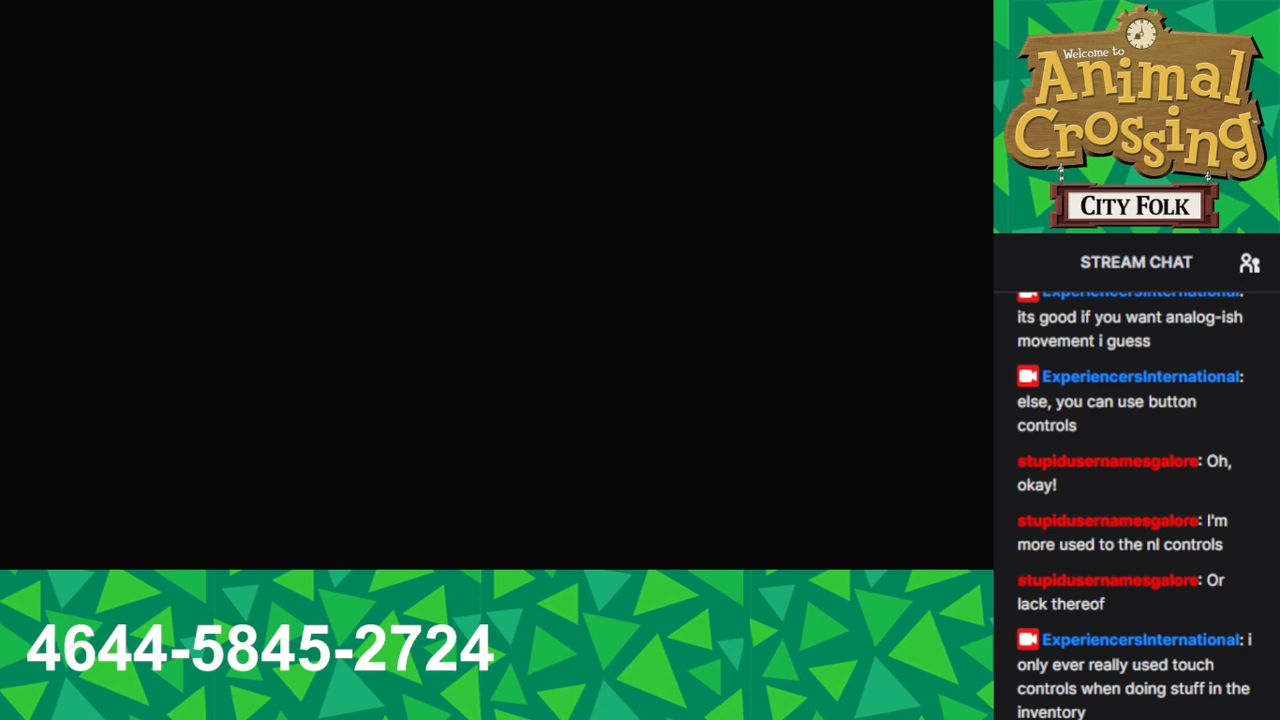 Welcome to
Animal
Crossing
CITY FOLK
STREAM CHAT
ExperiencersInternational:
its good if you want analog-ish
movement i guess
ExperiencersInternational:
else, you can use button
controls
stupidusernamesgalore: Oh,
okay!
stupidusernamesgalore: I'm
more used to the nl controls
stupidusernamesgalore: Or
lack thereof
ExperiencersInternational: i
only ever really used touch
controls when doing stuff in the
inventory
4644-5845-2724